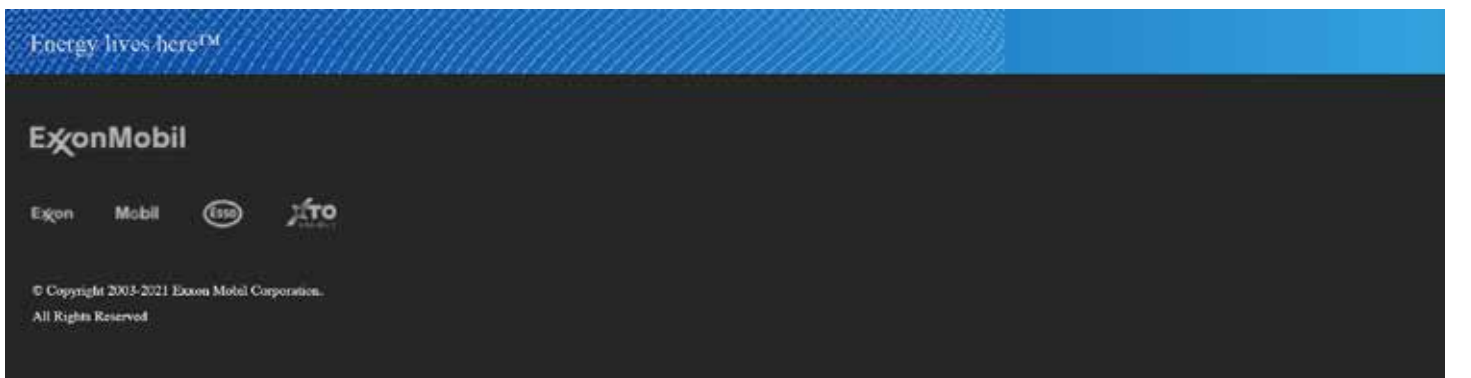 Energy lives here™
ExxonMobil
Exxon Mobil Esso XTO
© Copyright 2003-2021 Exxon Mobil Corporation.
All Rights Reserved